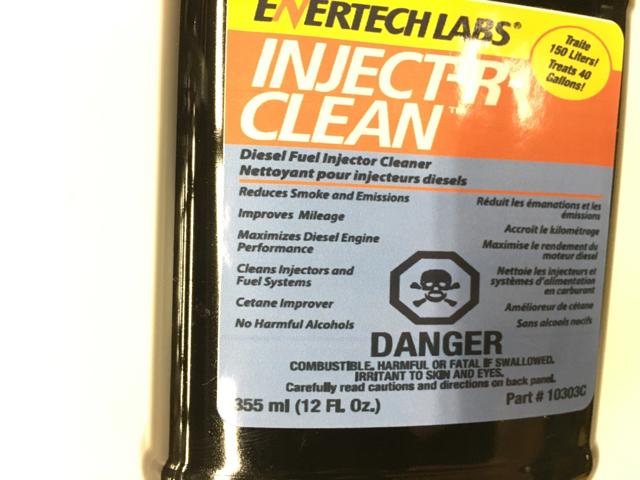 ENERTECH LABS®
Traite
150 Liters!
Treats 40
Gallons!
INJECT-R-
CLEAN™
Diesel Fuel Injector Cleaner
Nettoyant pour injecteurs diesels
Reduces Smoke and Emissions
Improves Mileage
Maximizes Diesel Engine
Performance
Cleans Injectors and
Fuel Systems
Cetane Improver
No Harmful Alcohols
Réduit les émanations et les
émissions
Accroît le kilométrage
Maximise le rendement du
moteur diesel
Nettoie les injecteurs et
systèmes d'alimentation
en carburant
Amélioreur de cétane
Sans alcools nocifs
DANGER
COMBUSTIBLE, HARMFUL OR FATAL IF SWALLOWED.
IRRITANT TO SKIN AND EYES.
Carefully read cautions and directions on back panel.
355 ml (12 FL Oz.)
Part # 10303C